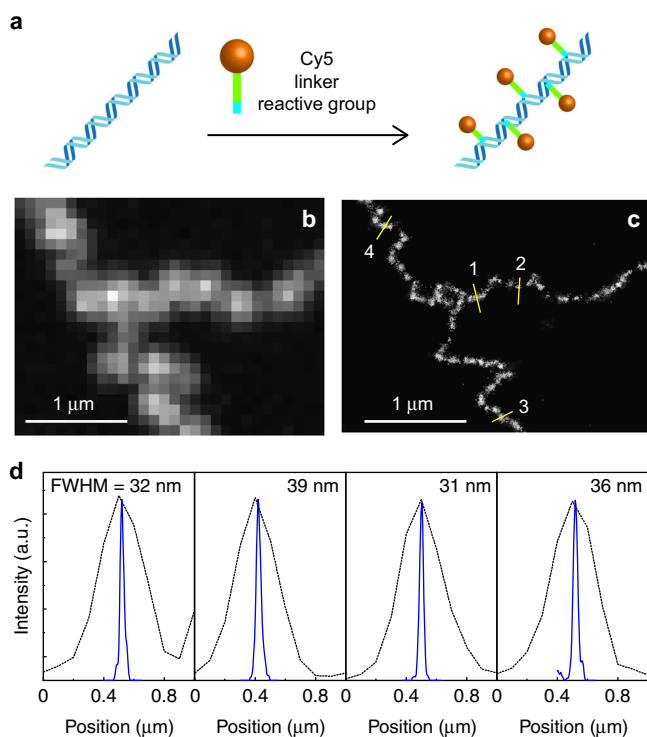 a
Cy5
linker
reactive group
b
1 μm
c
4
1
2
3
1 μm
d
FWHM = 32 nm
39 nm
31 nm
36 nm
Intensity (a.u.)
0 0.4 0.8 0 0.4 0.8 0 0.4 0.8 0 0.4 0.8
Position (μm) Position (μm) Position (μm) Position (μm)